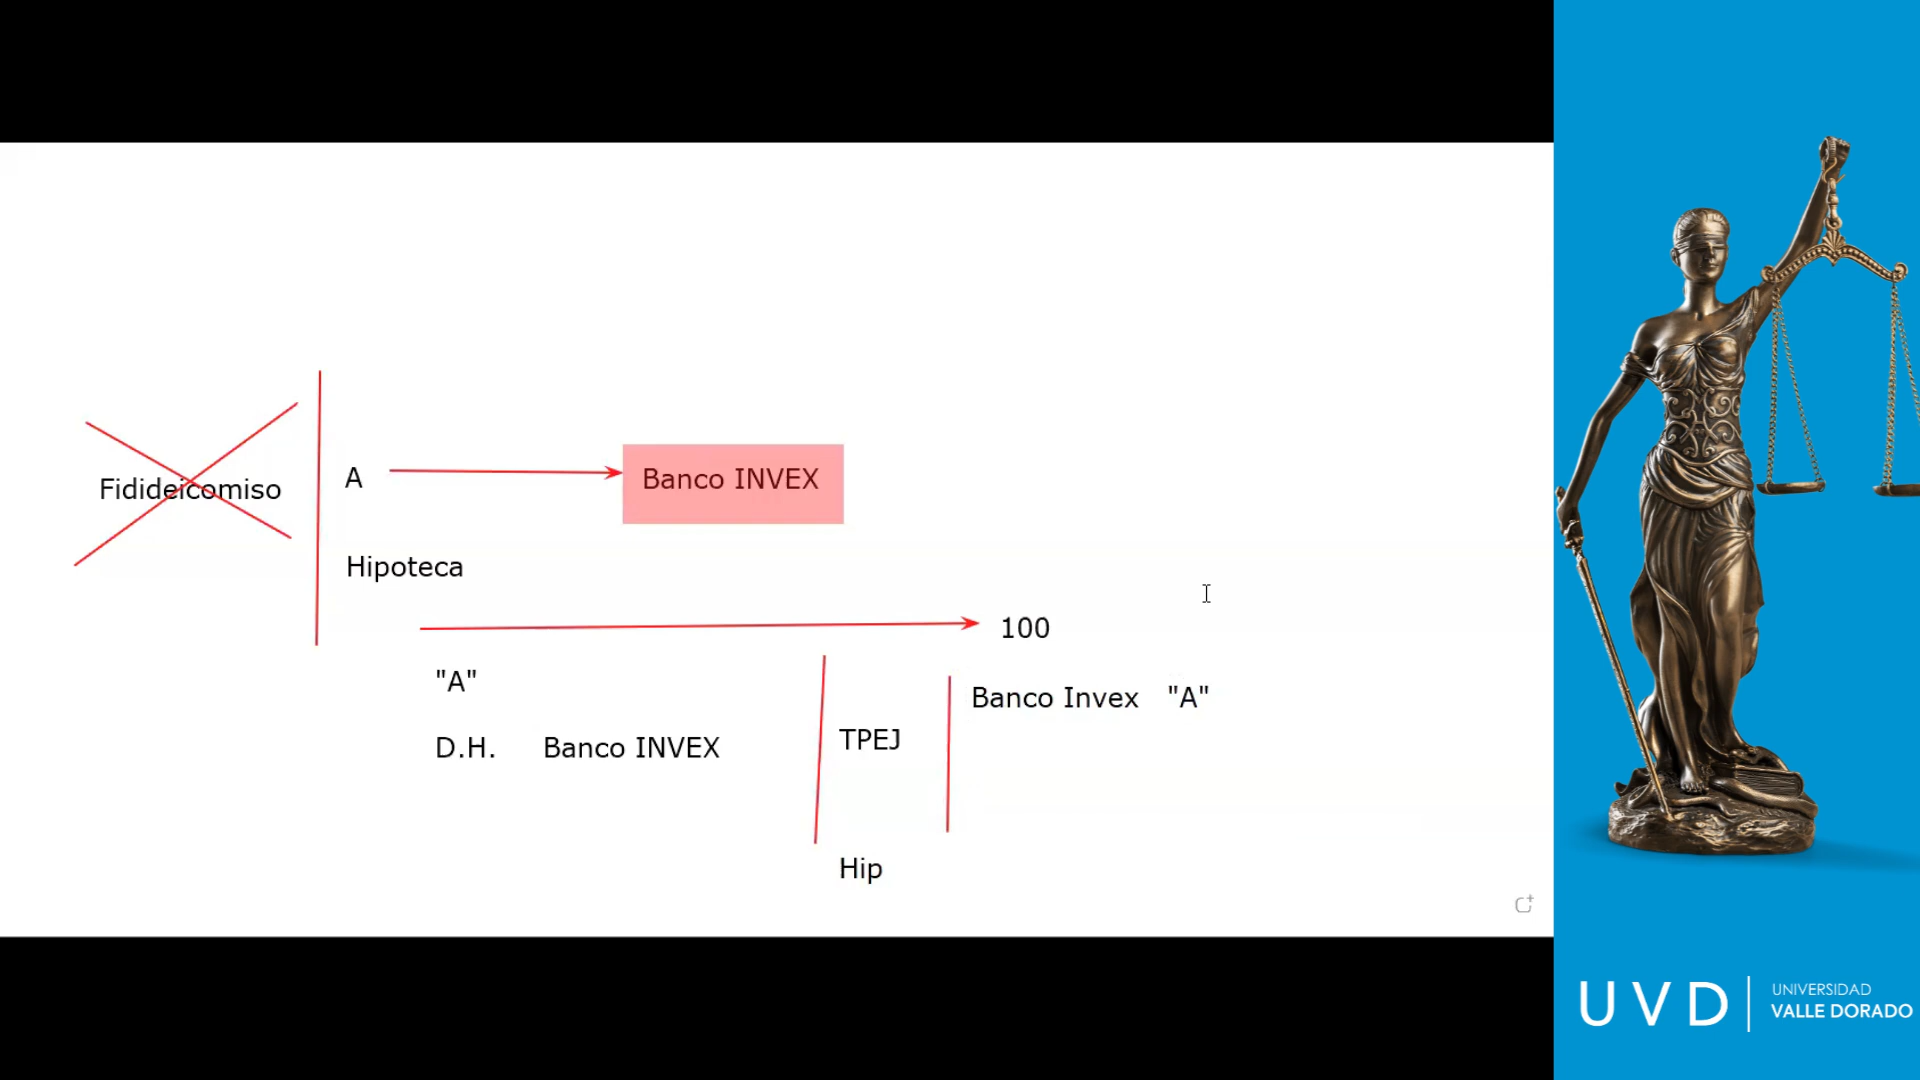 Fidideicomiso
A
Banco INVEX
Hipoteca
100
"A"
Banco Invex "A"
D.H. Banco INVEX
TPEJ
Hip
UVD
UNIVERSIDAD
VALLE DORADO